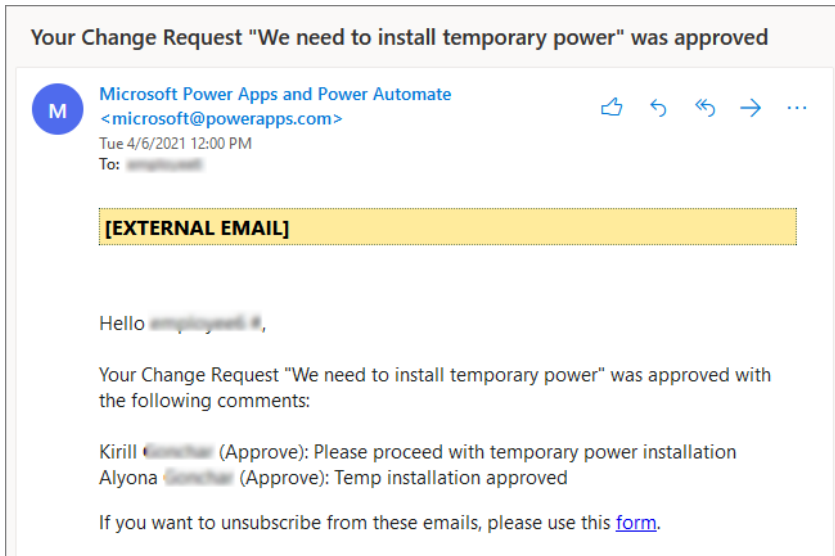 Your Change Request "We need to install temporary power" was approved
M
Microsoft Power Apps and Power Automate
<microsoft@powerapps.com>
Tue 4/6/2021 12:00 PM
To:
[EXTERNAL EMAIL]
Hello ,
Your Change Request "We need to install temporary power" was approved with
the following comments:
Kirill (Approve): Please proceed with temporary power installation
Alyona (Approve): Temp installation approved
If you want to unsubscribe from these emails, please use this form.